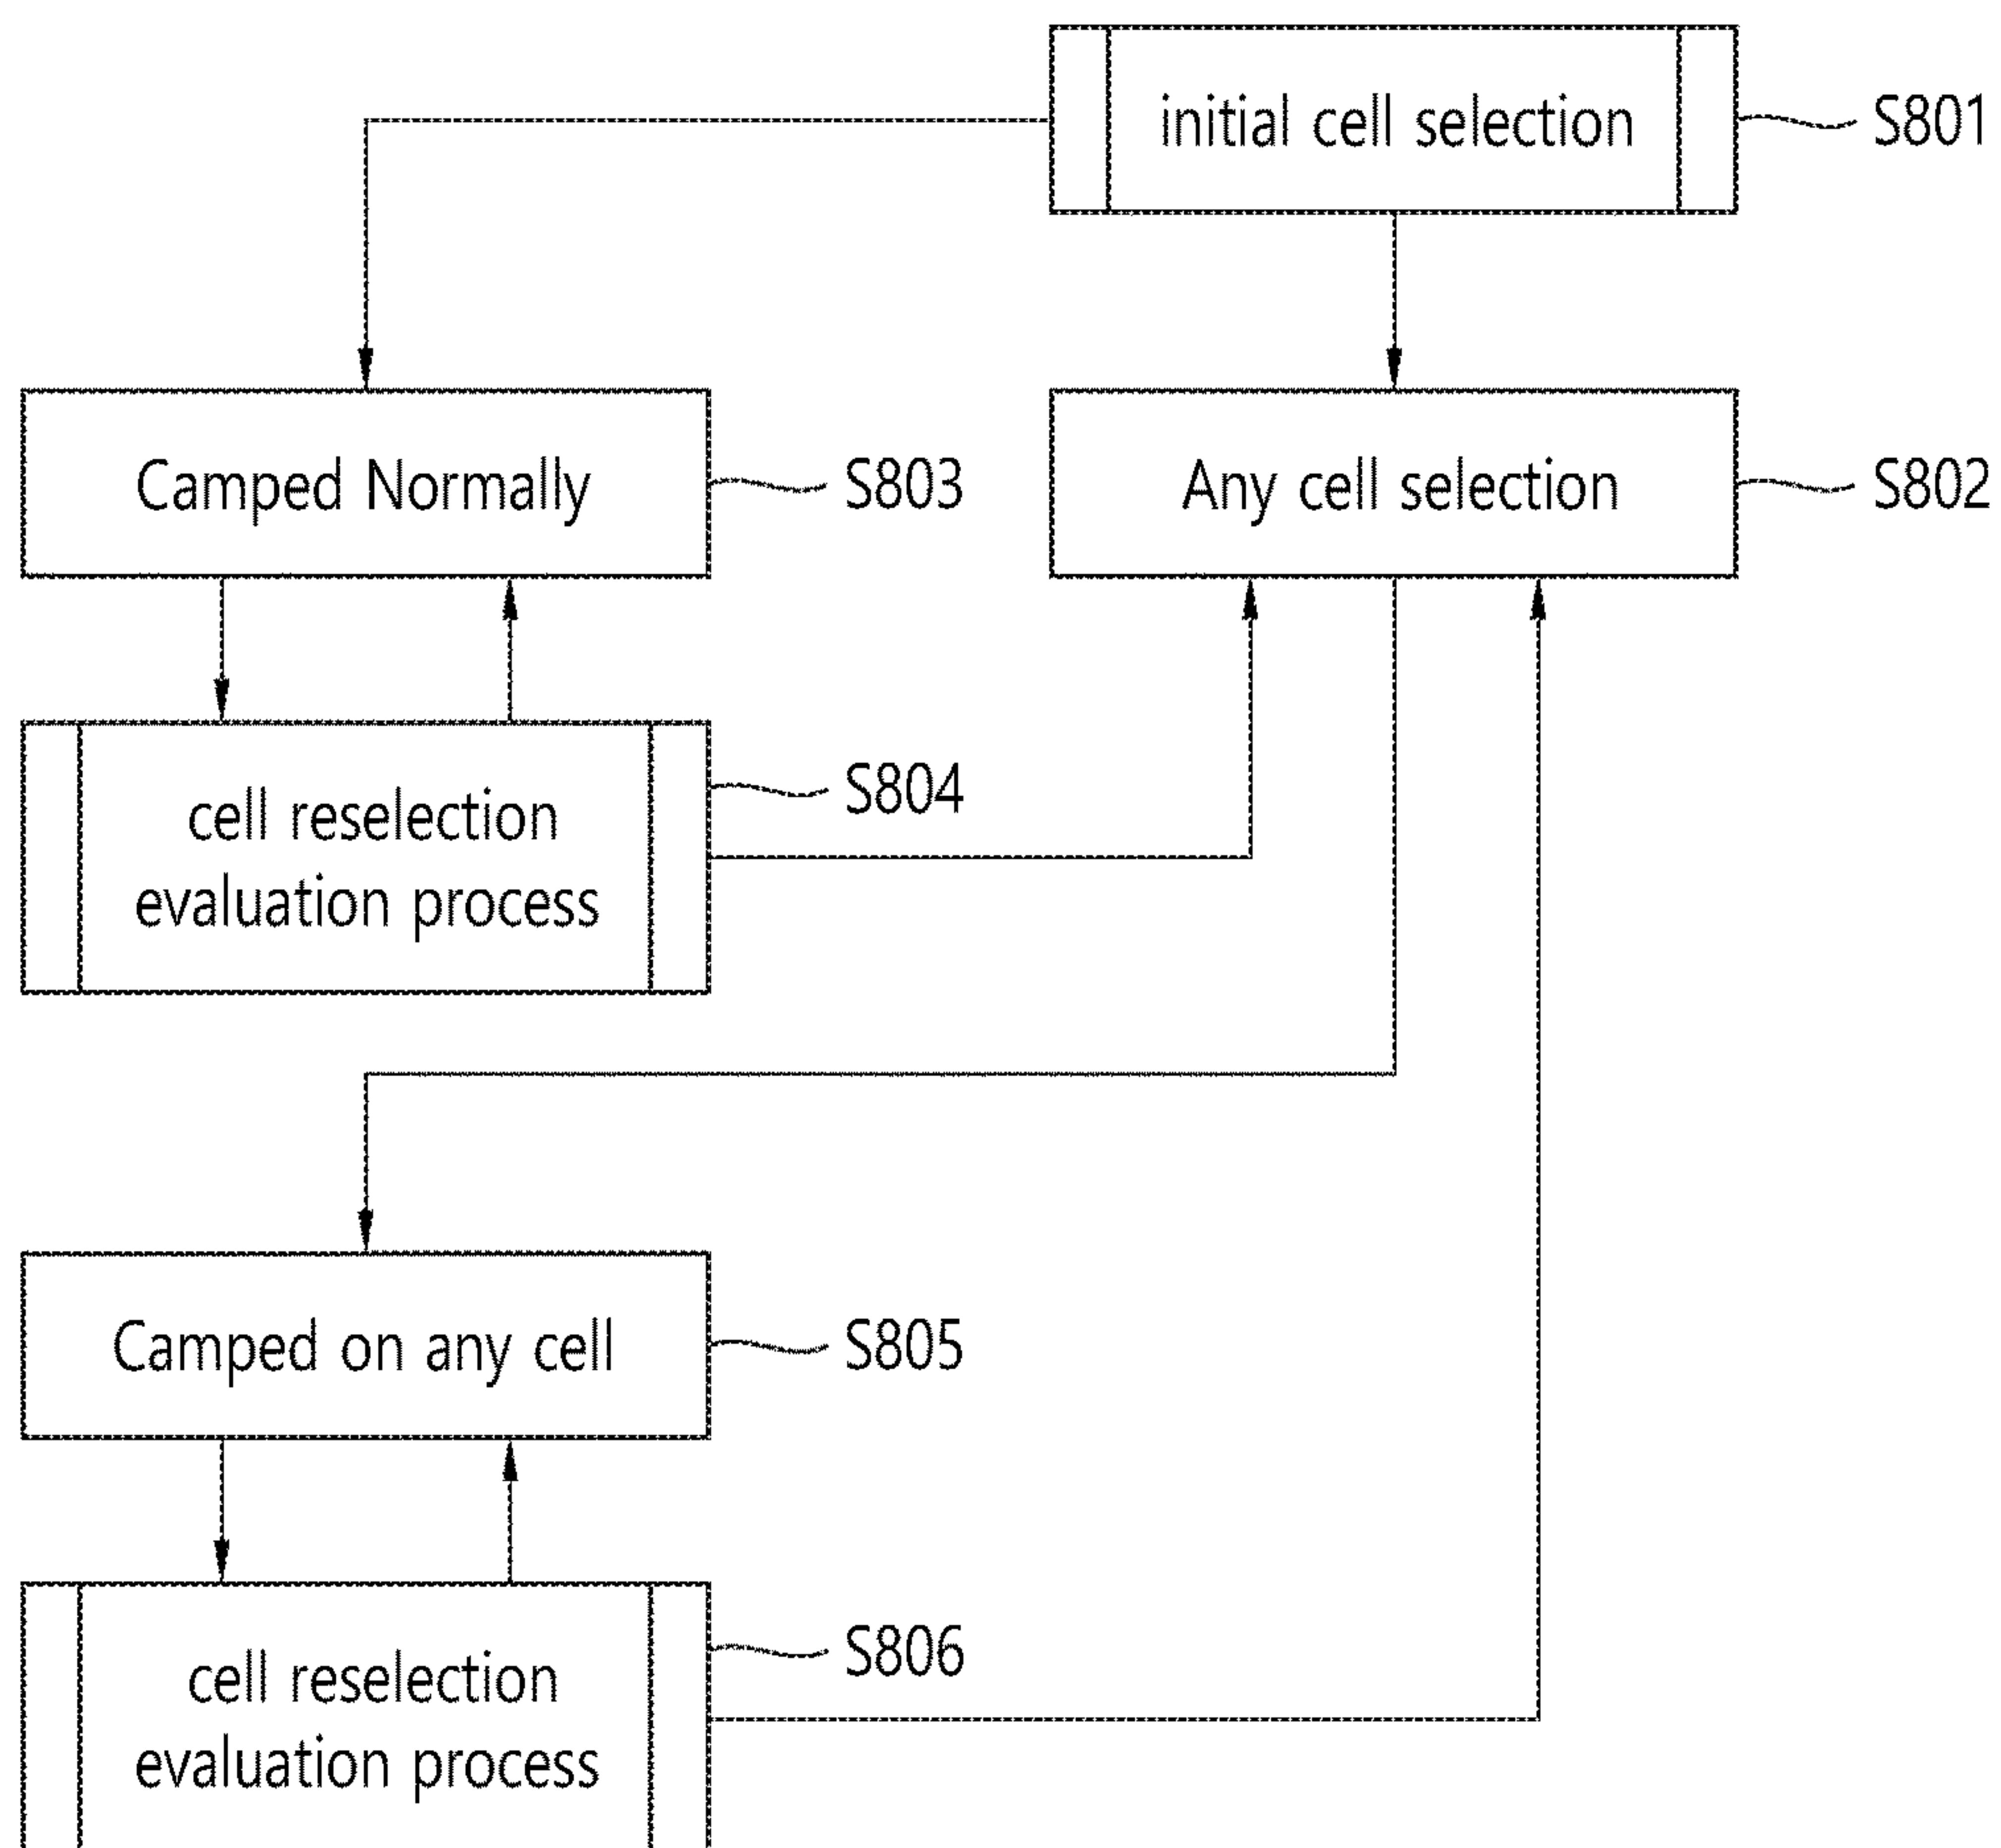 initial cell selection
S801
Camped Normally
S803
Any cell selection
S802
cell reselection
evaluation process
S804
Camped on any cell
S805
cell reselection
evaluation process
S806